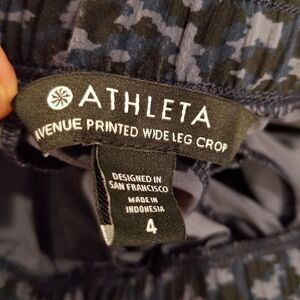 ATHLETA
AVENUE PRINTED WIDE LEG CROP
DESIGNED IN
SAN FRANCISCO
MADE IN
INDONESIA
4